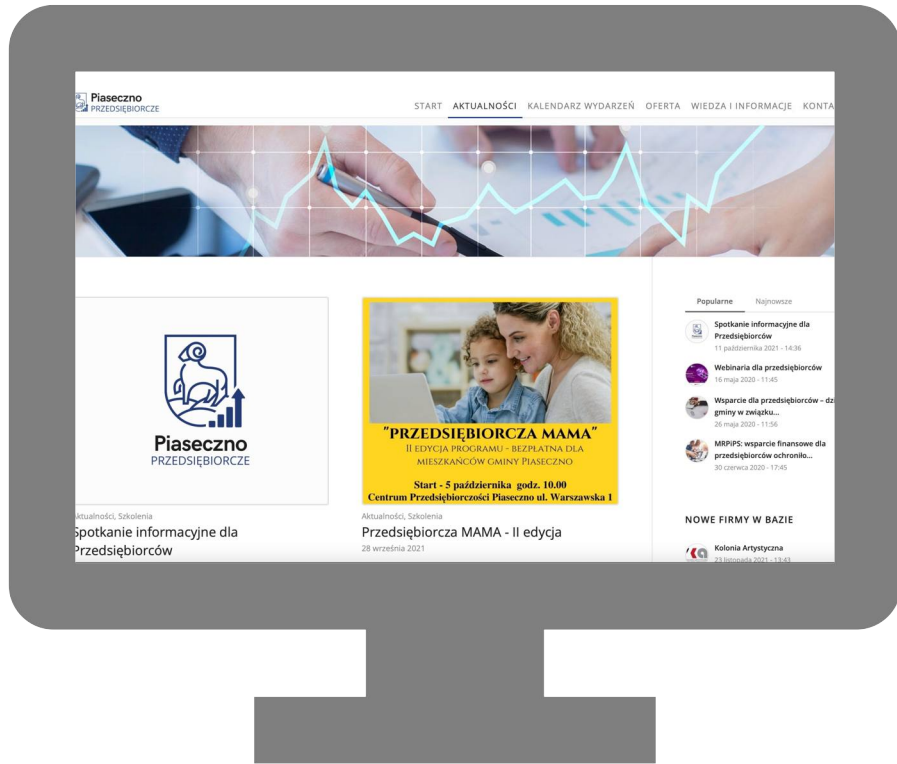 Piaseczno
PRZEDSIĘBIORCZE
START AKTUALNOŚCI KALENDARZ WYDARZEŃ OFERTA WIEDZA I INFORMACJE KONTA
Piaseczno
PRZEDSIĘBIORCZE
Aktualności, Szkolenia
Spotkanie informacyjne dla
Przedsiębiorców
"PRZEDSIĘBIORCZA MAMA"
II EDYCJA PROGRAMU - BEZPŁATNA DLA
MIESZKAŃCÓW GMINY PIASECZNO
Start - 5 października godz. 10.00
Centrum Przedsiębiorczości Piaseczno ul. Warszawska 1
Aktualności, Szkolenia
Przedsiębiorcza MAMA - II edycja
28 września 2021
Popularne Najnowsze
Spotkanie informacyjne dla
Przedsiębiorców
11 października 2021 - 14:36
Webinaria dla przedsiębiorców
16 maja 2020 - 11:45
Wsparcie dla przedsiębiorców – dzi
gminy w związku...
26 maja 2020 - 11:56
MRPiPS: wsparcie finansowe dla
przedsiębiorców ochroniło...
30 czerwca 2020 - 17:45
NOWE FIRMY W BAZIE
Kolonia Artystyczna
23 listopada 2021 - 13:43